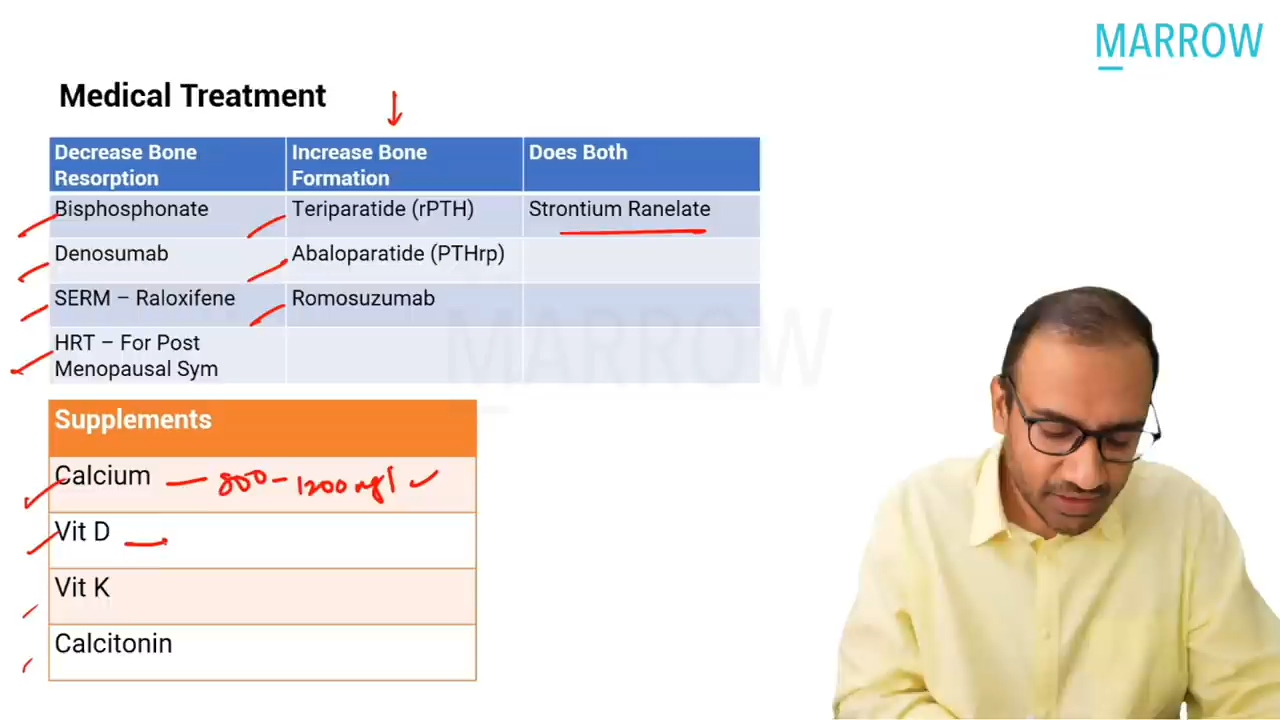 MARROW
Medical Treatment
Decrease Bone Resorption | Increase Bone Formation | Does Both
Bisphosphonate | Teriparatide (rPTH) | Strontium Ranelate
Denosumab | Abaloparatide (PTHrp)
SERM – Raloxifene | Romosuzumab
HRT – For Post Menopausal Sym
MARROW
Supplements
Calcium — 800 - 1200 mg/
Vit D
Vit K
Calcitonin